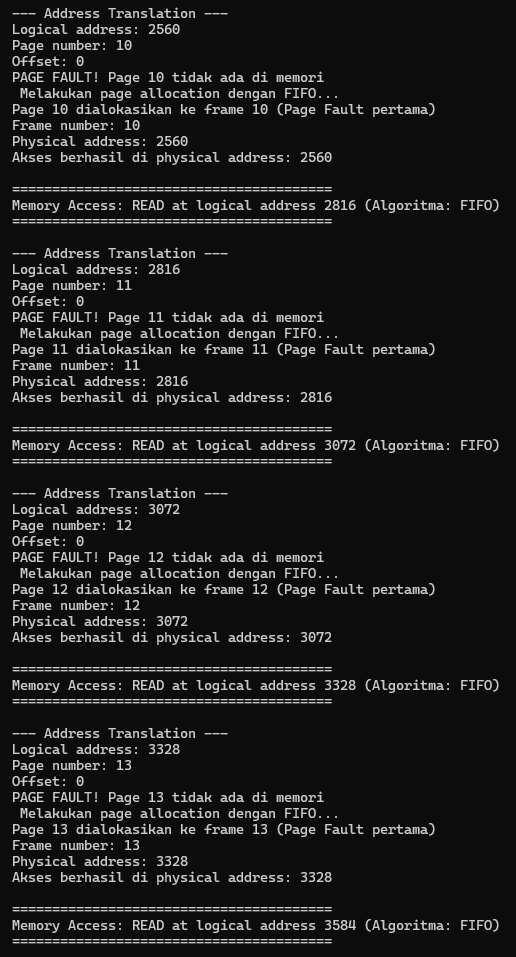 --- Address Translation ---
Logical address: 2560
Page number: 10
Offset: 0
PAGE FAULT! Page 10 tidak ada di memori
 Melakukan page allocation dengan FIFO...
Page 10 dialokasikan ke frame 10 (Page Fault pertama)
Frame number: 10
Physical address: 2560
Akses berhasil di physical address: 2560
========================================
Memory Access: READ at logical address 2816 (Algoritma: FIFO)
========================================
--- Address Translation ---
Logical address: 2816
Page number: 11
Offset: 0
PAGE FAULT! Page 11 tidak ada di memori
 Melakukan page allocation dengan FIFO...
Page 11 dialokasikan ke frame 11 (Page Fault pertama)
Frame number: 11
Physical address: 2816
Akses berhasil di physical address: 2816
========================================
Memory Access: READ at logical address 3072 (Algoritma: FIFO)
========================================
--- Address Translation ---
Logical address: 3072
Page number: 12
Offset: 0
PAGE FAULT! Page 12 tidak ada di memori
 Melakukan page allocation dengan FIFO...
Page 12 dialokasikan ke frame 12 (Page Fault pertama)
Frame number: 12
Physical address: 3072
Akses berhasil di physical address: 3072
========================================
Memory Access: READ at logical address 3328 (Algoritma: FIFO)
========================================
--- Address Translation ---
Logical address: 3328
Page number: 13
Offset: 0
PAGE FAULT! Page 13 tidak ada di memori
 Melakukan page allocation dengan FIFO...
Page 13 dialokasikan ke frame 13 (Page Fault pertama)
Frame number: 13
Physical address: 3328
Akses berhasil di physical address: 3328
========================================
Memory Access: READ at logical address 3584 (Algoritma: FIFO)
========================================